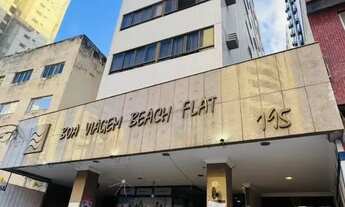 BOA VIAGEM BEACH FLAT 195